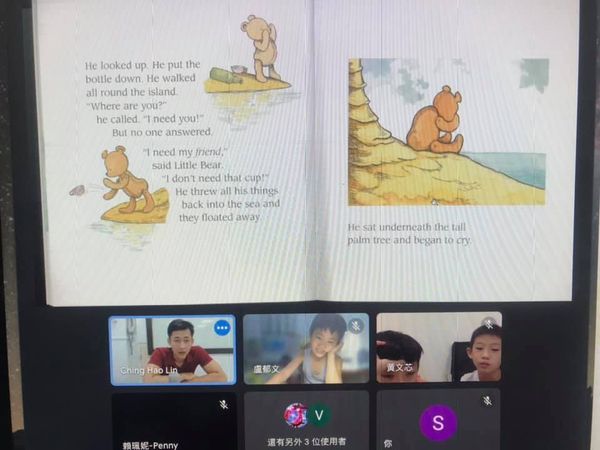 He looked up. He put the
bottle down. He walked
all round the island.
"Where are you?"
he called. "I need you!"
But no one answered.
"I need my friend,"
said Little Bear.
"I don't need that cup!"
He threw all his things
back into the sea and
they floated away.
He sat underneath the tall
palm tree and began to cry.
Ching Hao Lin
盧郁文
黃文芯
賴珮妮-Penny
V
還有另外 3 位使用者
S
你